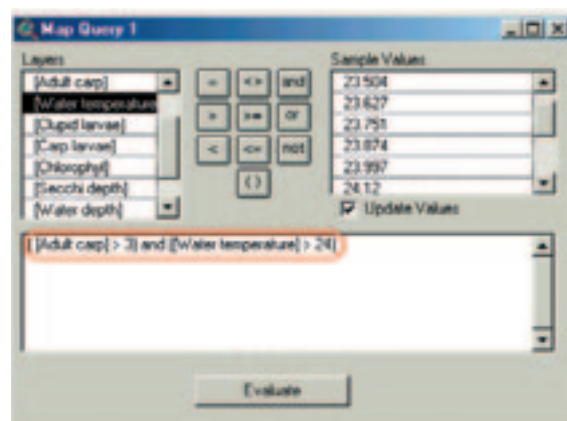 Map Query 1
Layers
Sample Values
[Adult carp]
[Water temperature
[Clupid larvae]
[Carp larvae]
[Chlorophyl]
[Secchi depth]
[Water depth]
= <> and
> >= or
< <= not
( )
23.504
23.627
23.751
23.874
23.997
24.12
Update Values
( [Adult carp] > 3) and ([Water temperature] > 24)
Evaluate